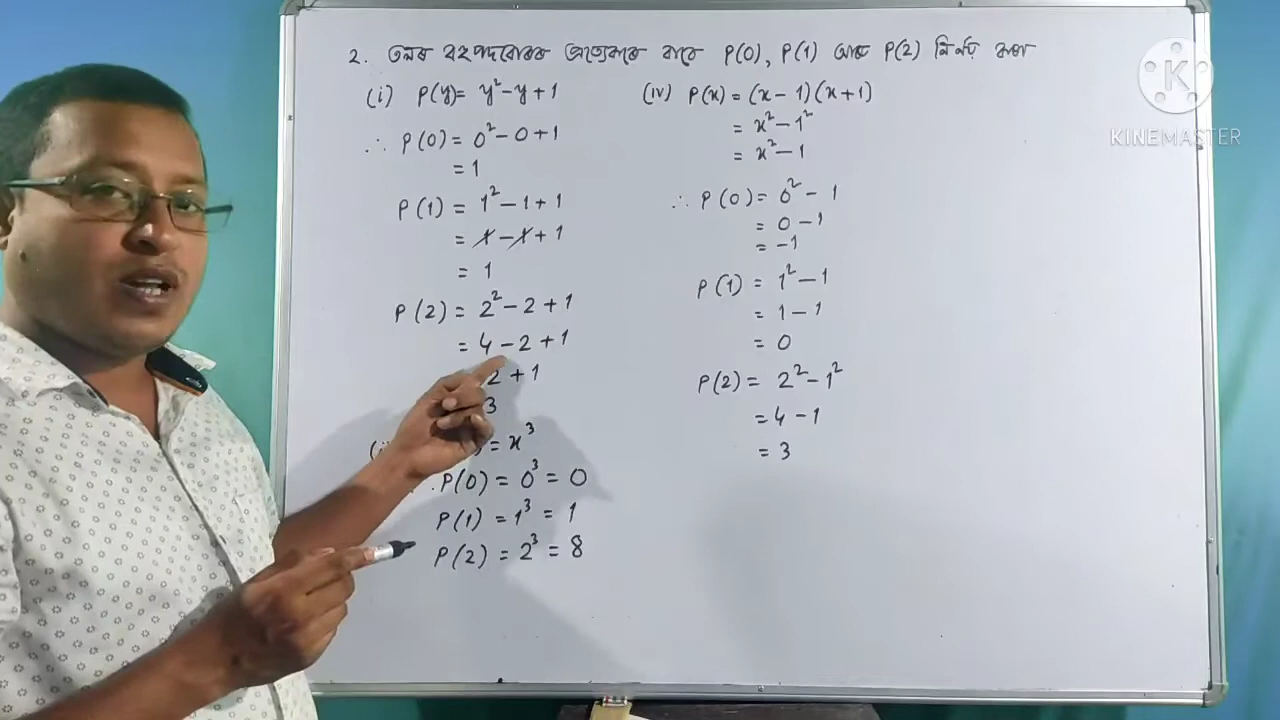 2. তলৰ বহুপদবোৰৰ প্ৰত্যেকৰে বাবে P(0), P(1) আৰু P(2) নিৰ্ণয় কৰা
(i) P(y) = y² - y + 1
∴ P(0) = 0² - 0 + 1
= 1
P(1) = 1² - 1 + 1
= 1 - 1 + 1
= 1
P(2) = 2² - 2 + 1
= 4 - 2 + 1
2 + 1
3
= x³
P(0) = 0³ = 0
P(1) = 1³ = 1
P(2) = 2³ = 8
(iv) P(x) = (x - 1)(x + 1)
= x² - 1²
= x² - 1
∴ P(0) = 0² - 1
= 0 - 1
= -1
P(1) = 1² - 1
= 1 - 1
= 0
P(2) = 2² - 1²
= 4 - 1
= 3
K
KINEMASTER